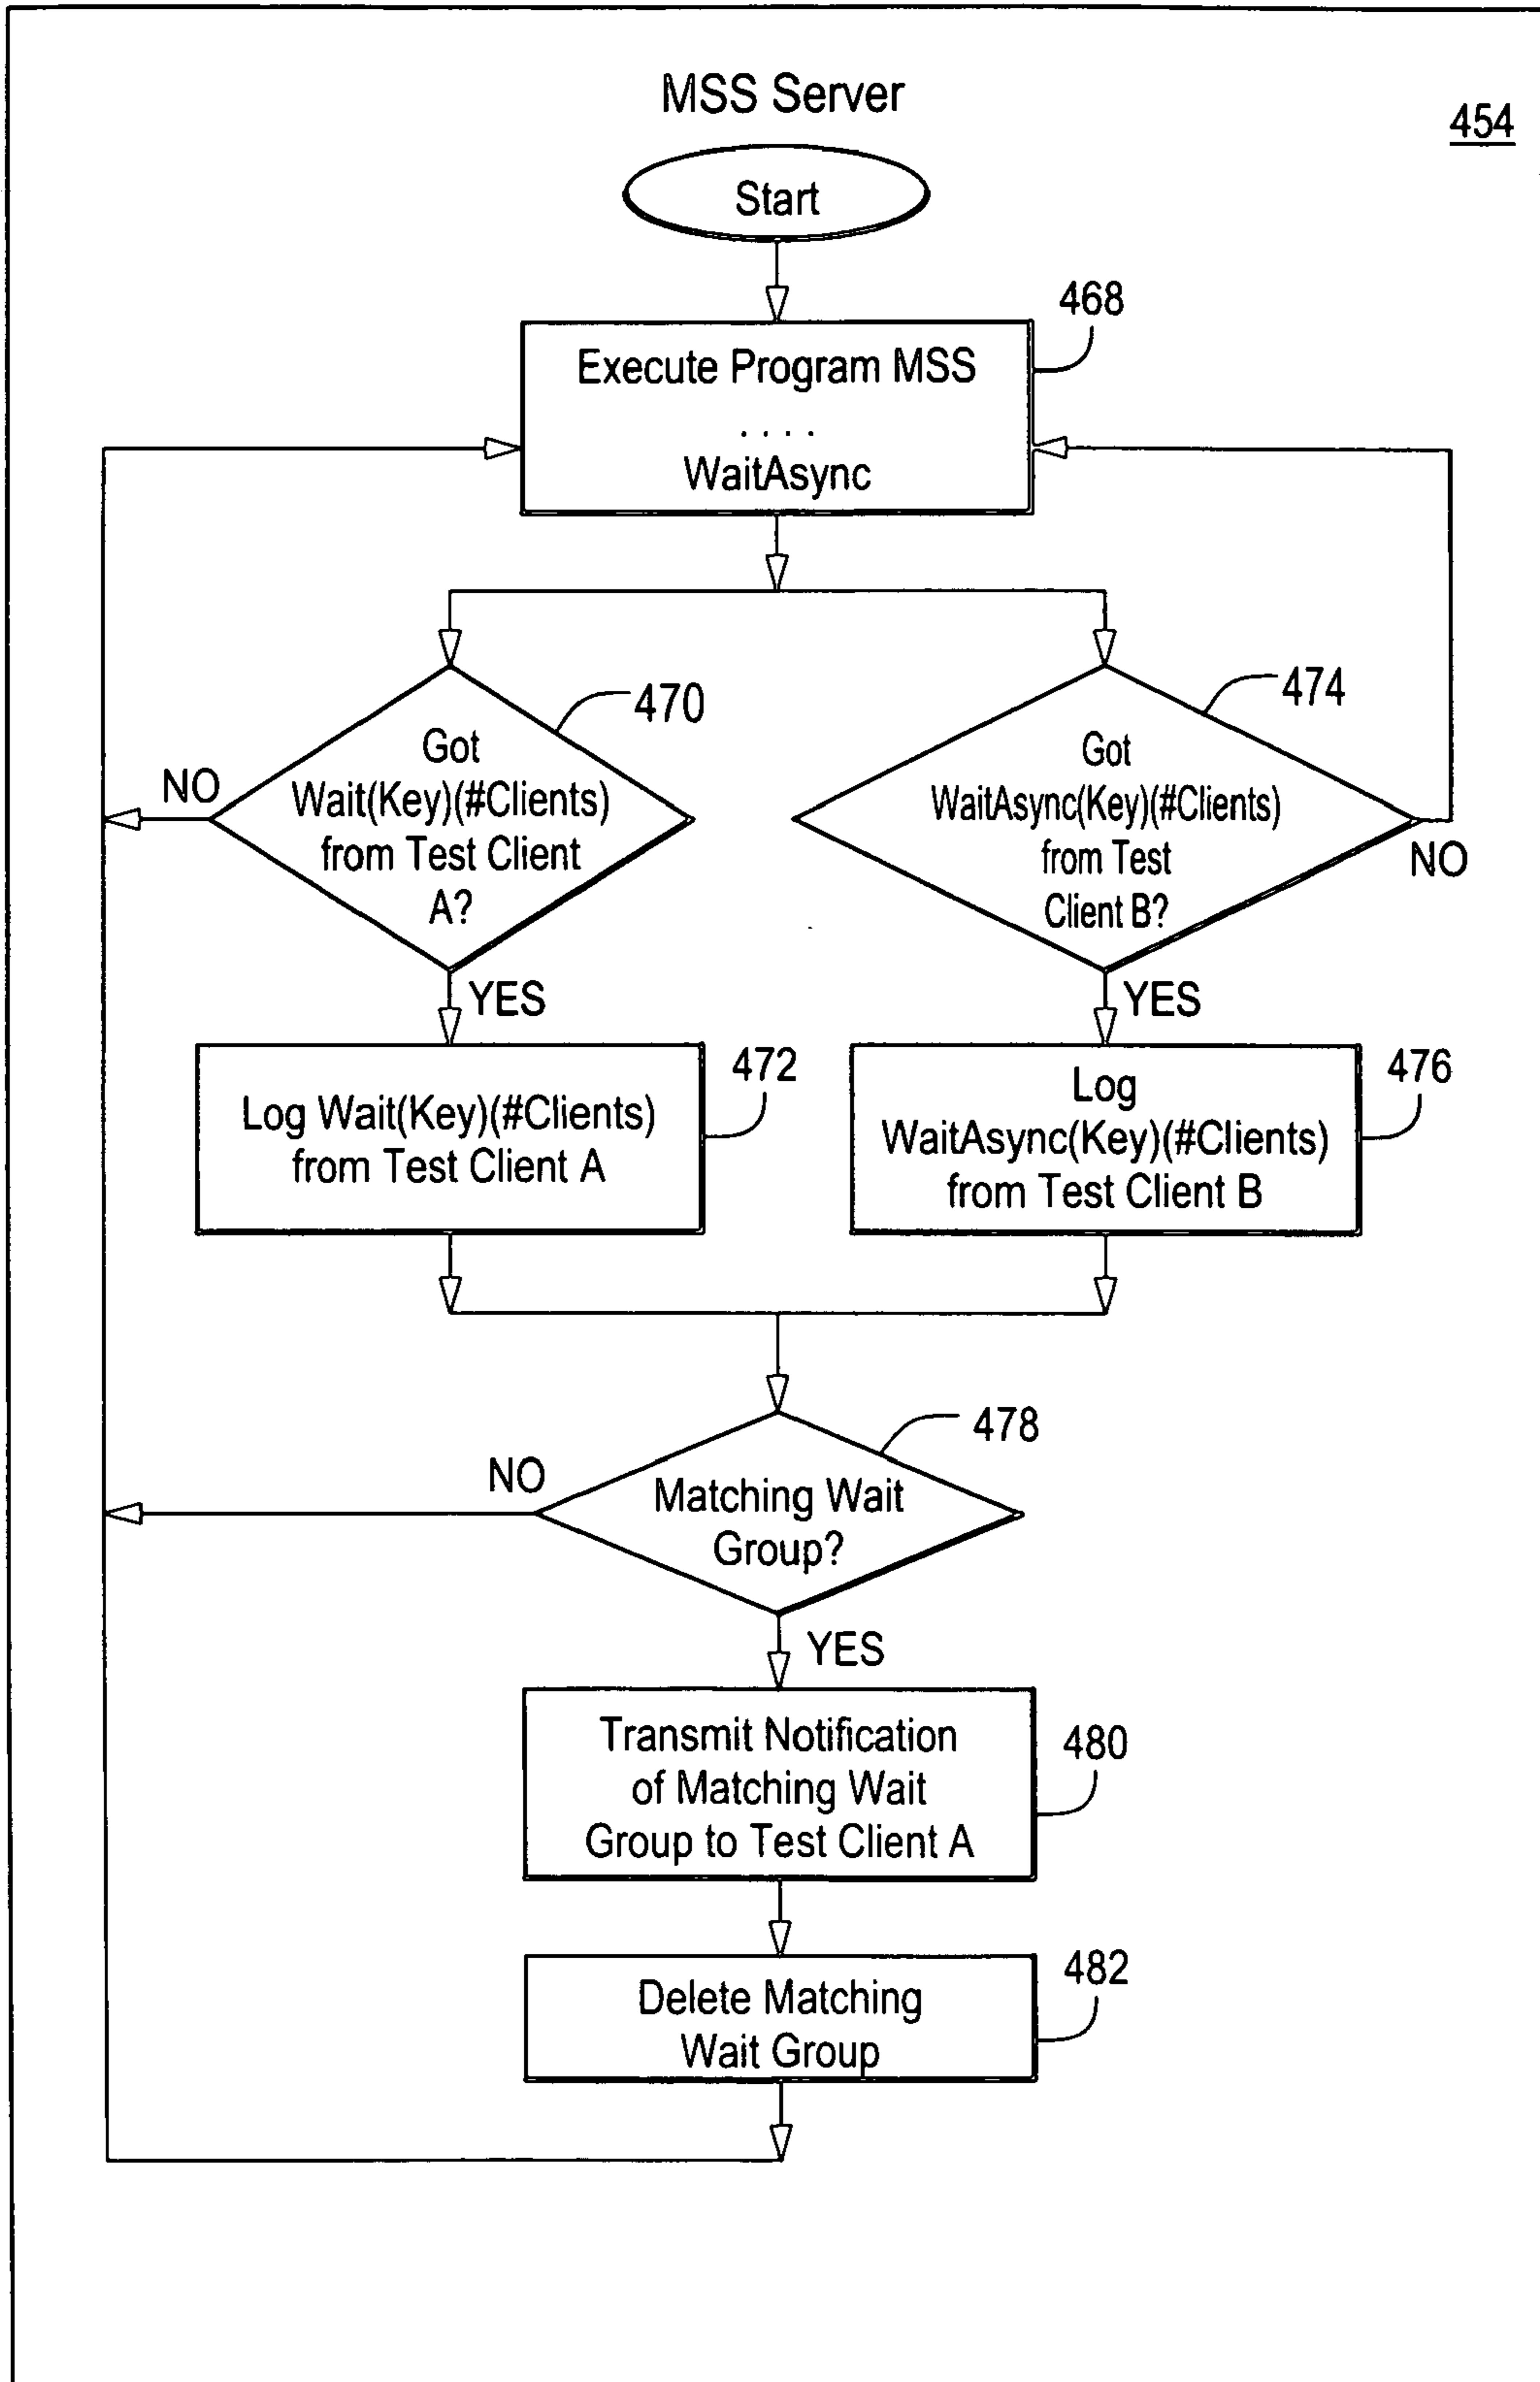 MSS Server
454
Start
468
Execute Program MSS
. . . .
WaitAsync
470
Got
Wait(Key)(#Clients)
from Test Client
A?
NO
YES
474
Got
WaitAsync(Key)(#Clients)
from Test
Client B?
NO
YES
472
Log Wait(Key)(#Clients)
from Test Client A
476
Log
WaitAsync(Key)(#Clients)
from Test Client B
478
NO
Matching Wait
Group?
YES
480
Transmit Notification
of Matching Wait
Group to Test Client A
482
Delete Matching
Wait Group